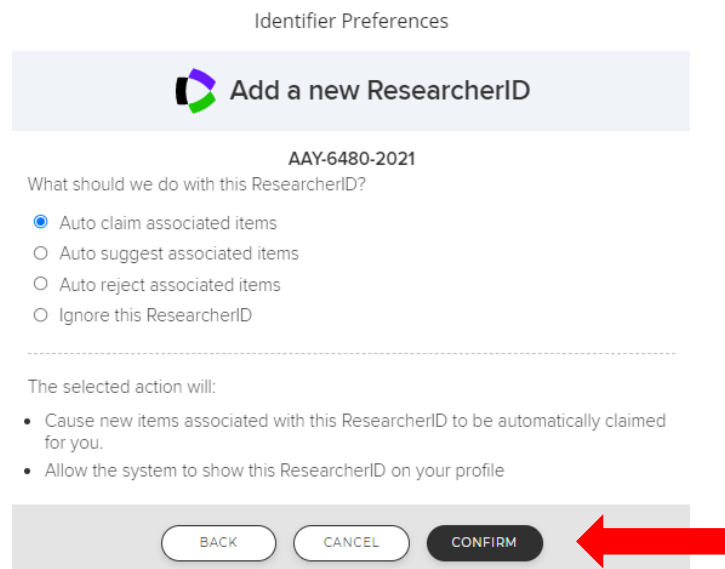 Identifier Preferences
Add a new ResearcherID
AAY-6480-2021
What should we do with this ResearcherID?
Auto claim associated items
Auto suggest associated items
Auto reject associated items
Ignore this ResearcherID
The selected action will:
Cause new items associated with this ResearcherID to be automatically claimed
for you.
Allow the system to show this ResearcherID on your profile
BACK CANCEL CONFIRM